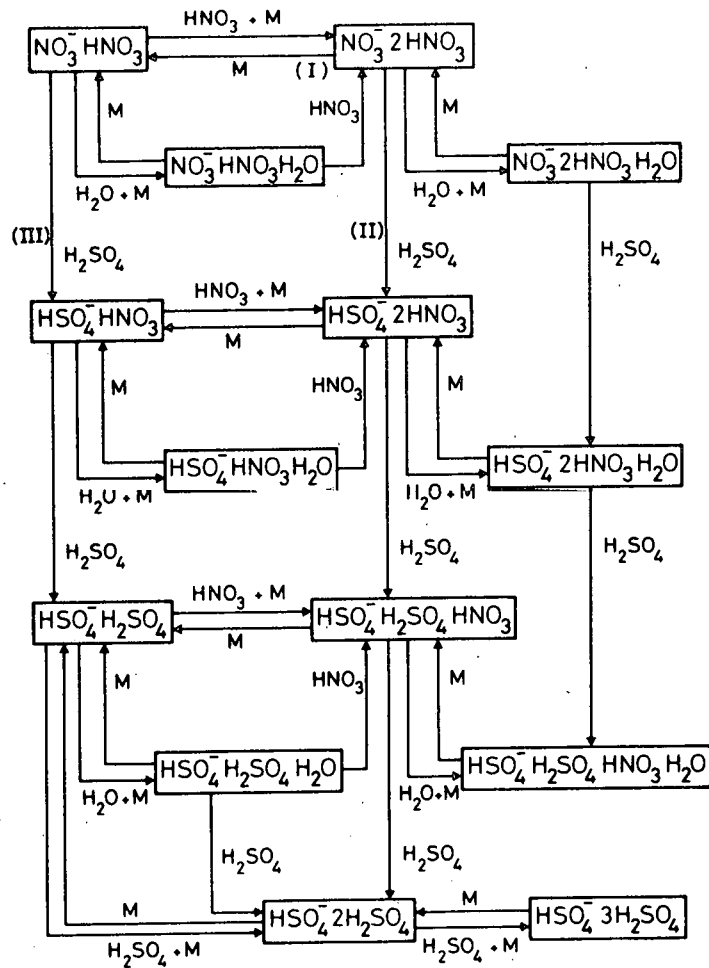 HNO₃ + M
NO₃⁻HNO₃
NO₃⁻2HNO₃
M
(I)
M
HNO₃
M
NO₃⁻HNO₃H₂O
NO₃⁻2HNO₃H₂O
H₂O + M
H₂O + M
(III)
(II)
H₂SO₄
H₂SO₄
H₂SO₄
HNO₃ + M
HSO₄⁻HNO₃
HSO₄⁻2HNO₃
M
M
HNO₃
M
HSO₄⁻HNO₃H₂O
HSO₄⁻2HNO₃H₂O
H₂O + M
H₂O + M
H₂SO₄
H₂SO₄
H₂SO₄
HNO₃ + M
HSO₄⁻H₂SO₄
HSO₄⁻H₂SO₄HNO₃
M
M
HNO₃
M
HSO₄⁻H₂SO₄H₂O
HSO₄⁻H₂SO₄HNO₃H₂O
H₂O+M
H₂O+M
H₂SO₄
H₂SO₄
M
HSO₄⁻2H₂SO₄
M
HSO₄⁻3H₂SO₄
H₂SO₄ + M
H₂SO₄ + M